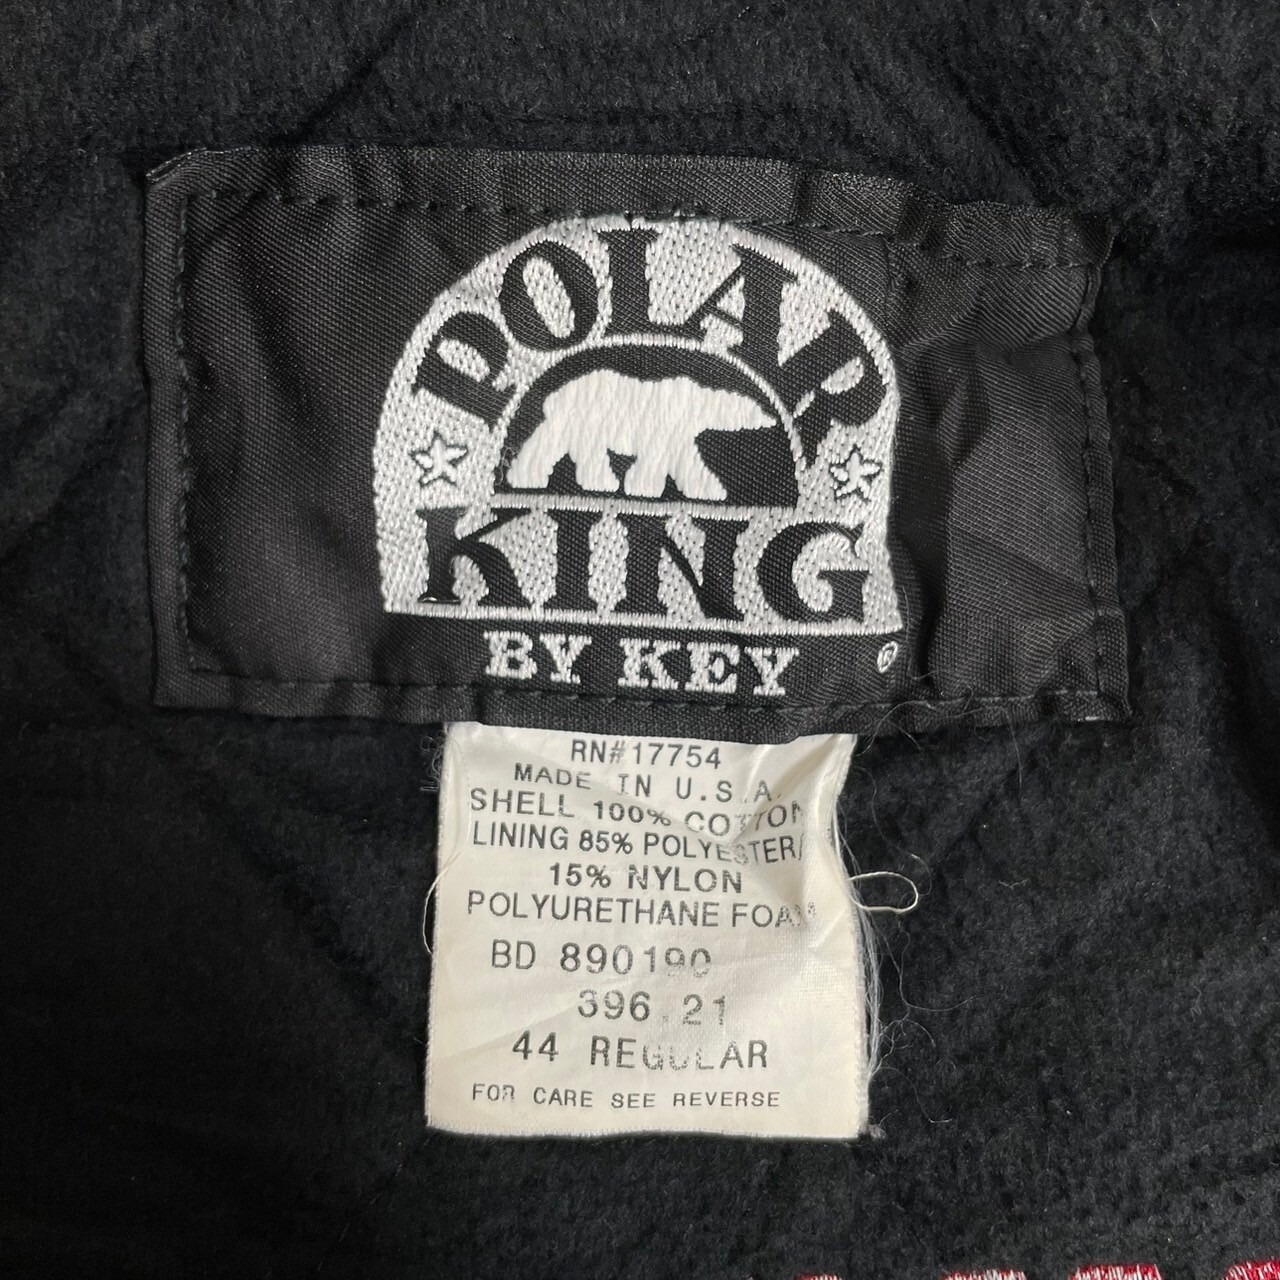 POLAR
KING
BY KEY
®
RN#17754
MADE IN U.S.A.
SHELL 100% COTTON
LINING 85% POLYESTER/
15% NYLON
POLYURETHANE FOAM
BD 890190
396.21
44 REGULAR
FOR CARE SEE REVERSE